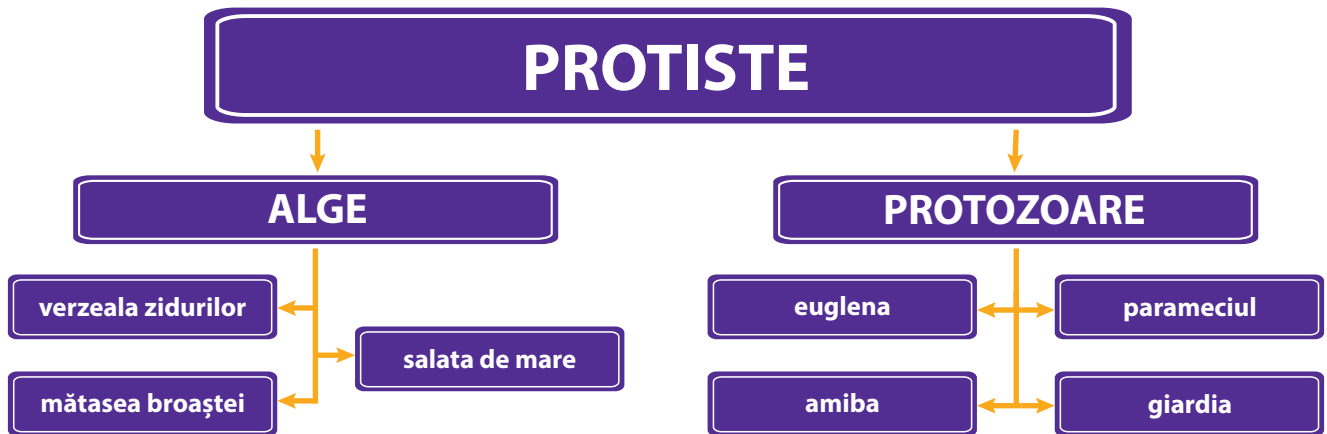 PROTISTE
ALGE
PROTOZOARE
verzeala zidurilor
salata de mare
mătasea broaștei
euglena
parameciul
amiba
giardia